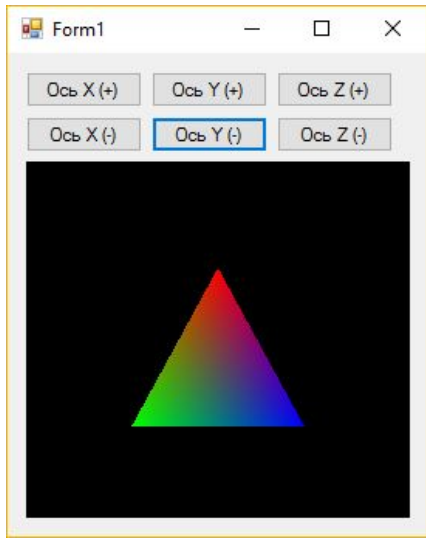 Form1
Ось X (+) Ось Y (+) Ось Z (+)
Ось X (-) Ось Y (-) Ось Z (-)